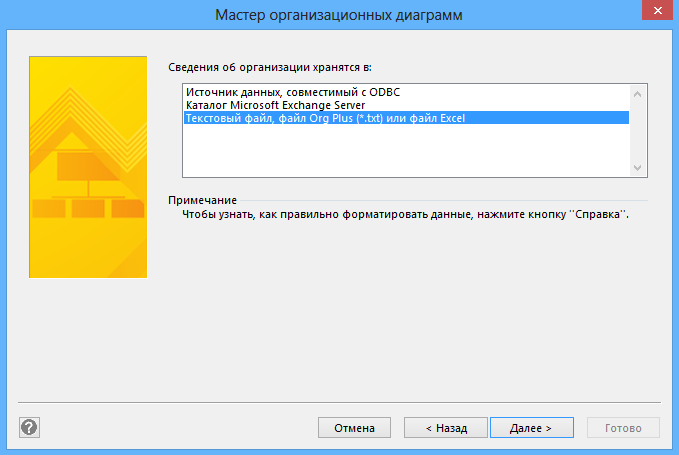 Мастер организационных диаграмм
Сведения об организации хранятся в:
Источник данных, совместимый с ODBC
Каталог Microsoft Exchange Server
Текстовый файл, файл Org Plus (*.txt) или файл Excel
Примечание
Чтобы узнать, как правильно форматировать данные, нажмите кнопку "Справка".
Отмена
< Назад
Далее >
Готово